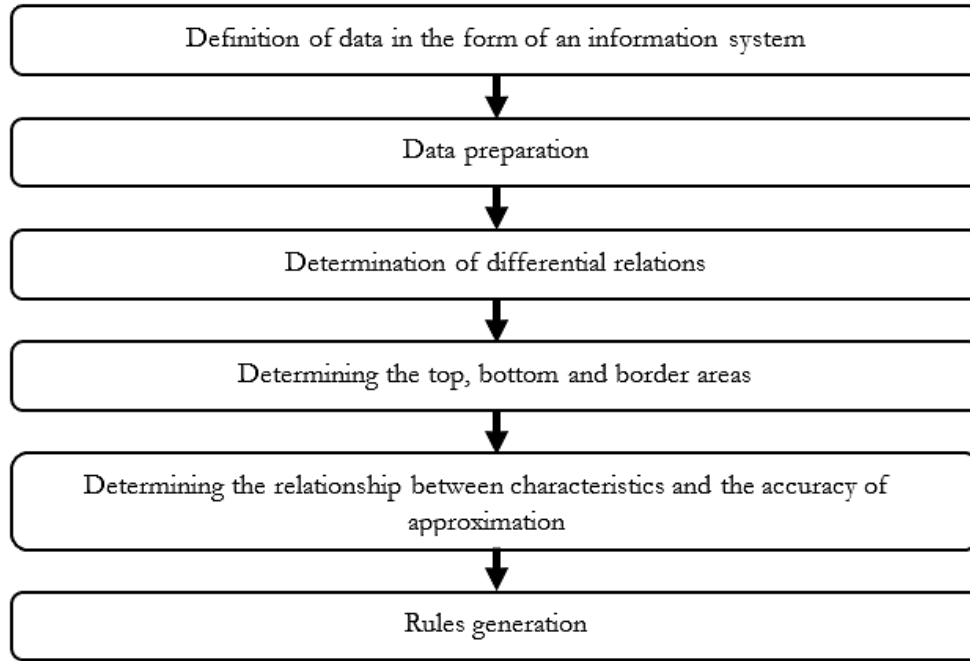 Definition of data in the form of an information system
Data preparation
Determination of differential relations
Determining the top, bottom and border areas
Determining the relationship between characteristics and the accuracy of
approximation
Rules generation